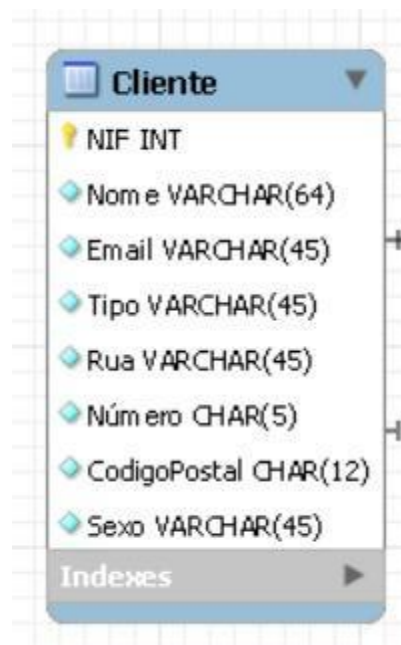 Cliente
NIF INT
Nome VARCHAR(64)
Email VARCHAR(45)
Tipo VARCHAR(45)
Rua VARCHAR(45)
Número CHAR(5)
CodigoPostal CHAR(12)
Sexo VARCHAR(45)
Indexes